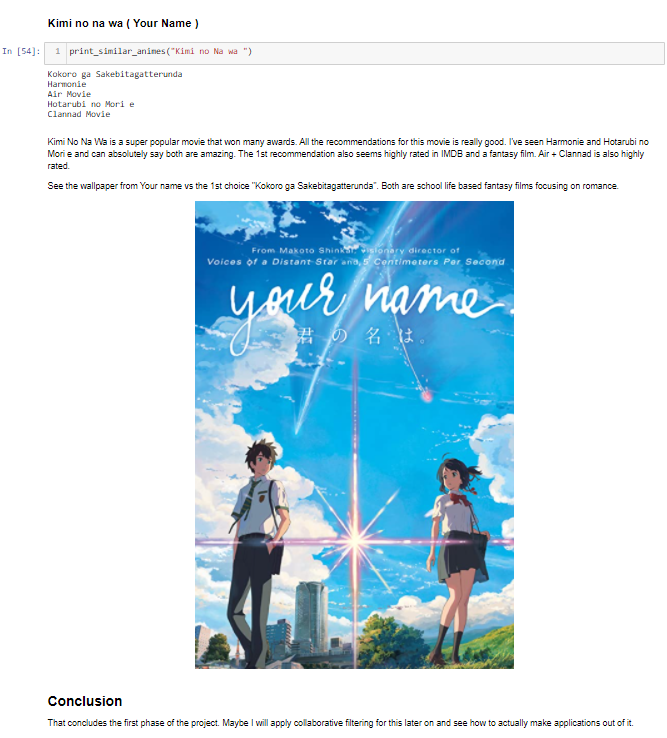 Kimi no na wa ( Your Name )
In [54]:
1 print_similar_animes("Kimi no Na wa ")
Kokoro ga Sakebitagatterunda
Harmonie
Air Movie
Hotarubi no Mori e
Clannad Movie
Kimi No Na Wa is a super popular movie that won many awards. All the recommendations for this movie is really good. I've seen Harmonie and Hotarubi no
Mori e and can absolutely say both are amazing. The 1st recommendation also seems highly rated in IMDB and a fantasy film. Air + Clannad is also highly
rated.
See the wallpaper from Your name vs the 1st choice "Kokoro ga Sakebitagatterunda". Both are school life based fantasy films focusing on romance.
From Makoto Shinkai, visionary director of
Voices of a Distant Star and 5 Centimeters Per Second
your name.
君の名は。
Conclusion
That concludes the first phase of the project. Maybe I will apply collaborative filtering for this later on and see how to actually make applications out of it.